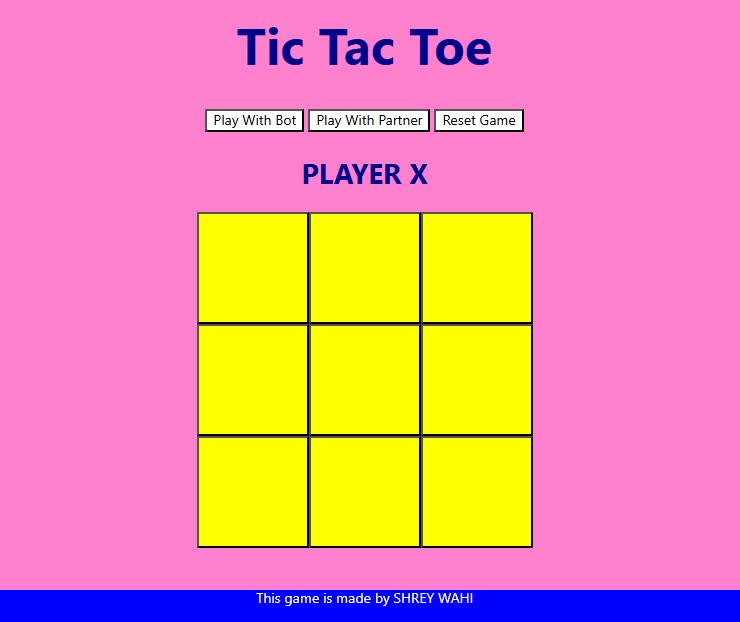 Tic Tac Toe
Play With Bot Play With Partner Reset Game
PLAYER X
This game is made by SHREY WAHI